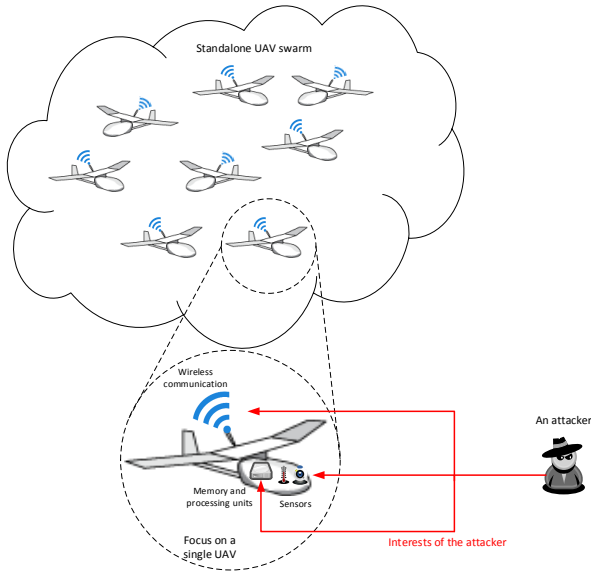 Standalone UAV swarm
Wireless
communication
An attacker
Memory and
processing units
Sensors
Focus on a
single UAV
Interests of the attacker